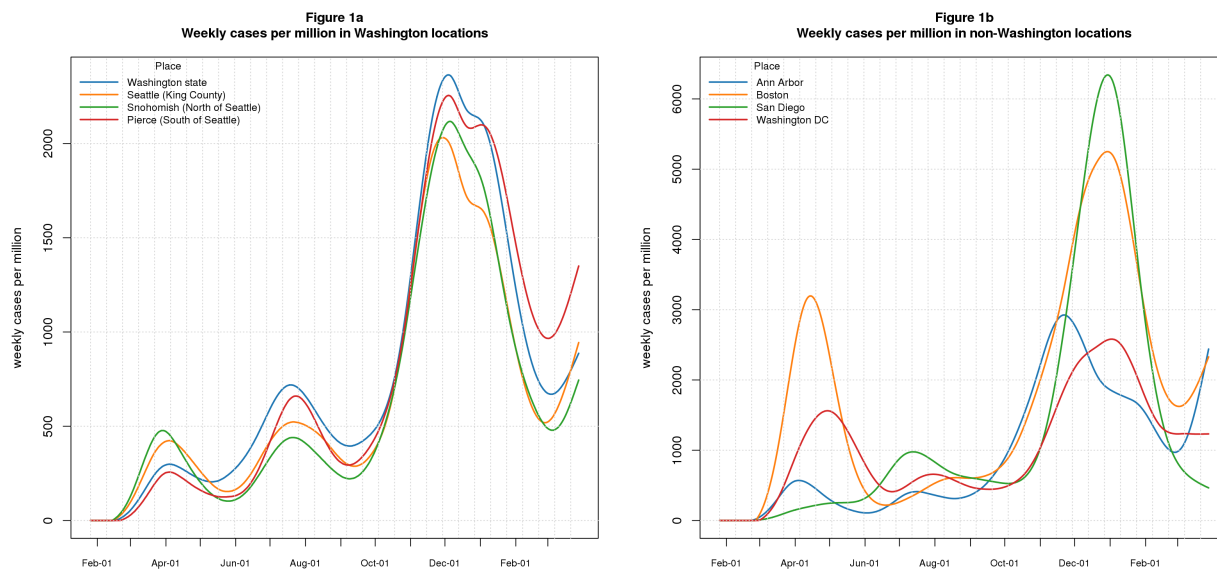 Figure 1a
Weekly cases per million in Washington locations
Place
Washington state
Seattle (King County)
Snohomish (North of Seattle)
Pierce (South of Seattle)
weekly cases per million
2000
1500
1000
500
0
Feb-01 Apr-01 Jun-01 Aug-01 Oct-01 Dec-01 Feb-01
Figure 1b
Weekly cases per million in non-Washington locations
Place
Ann Arbor
Boston
San Diego
Washington DC
weekly cases per million
6000
5000
4000
3000
2000
1000
0
Feb-01 Apr-01 Jun-01 Aug-01 Oct-01 Dec-01 Feb-01